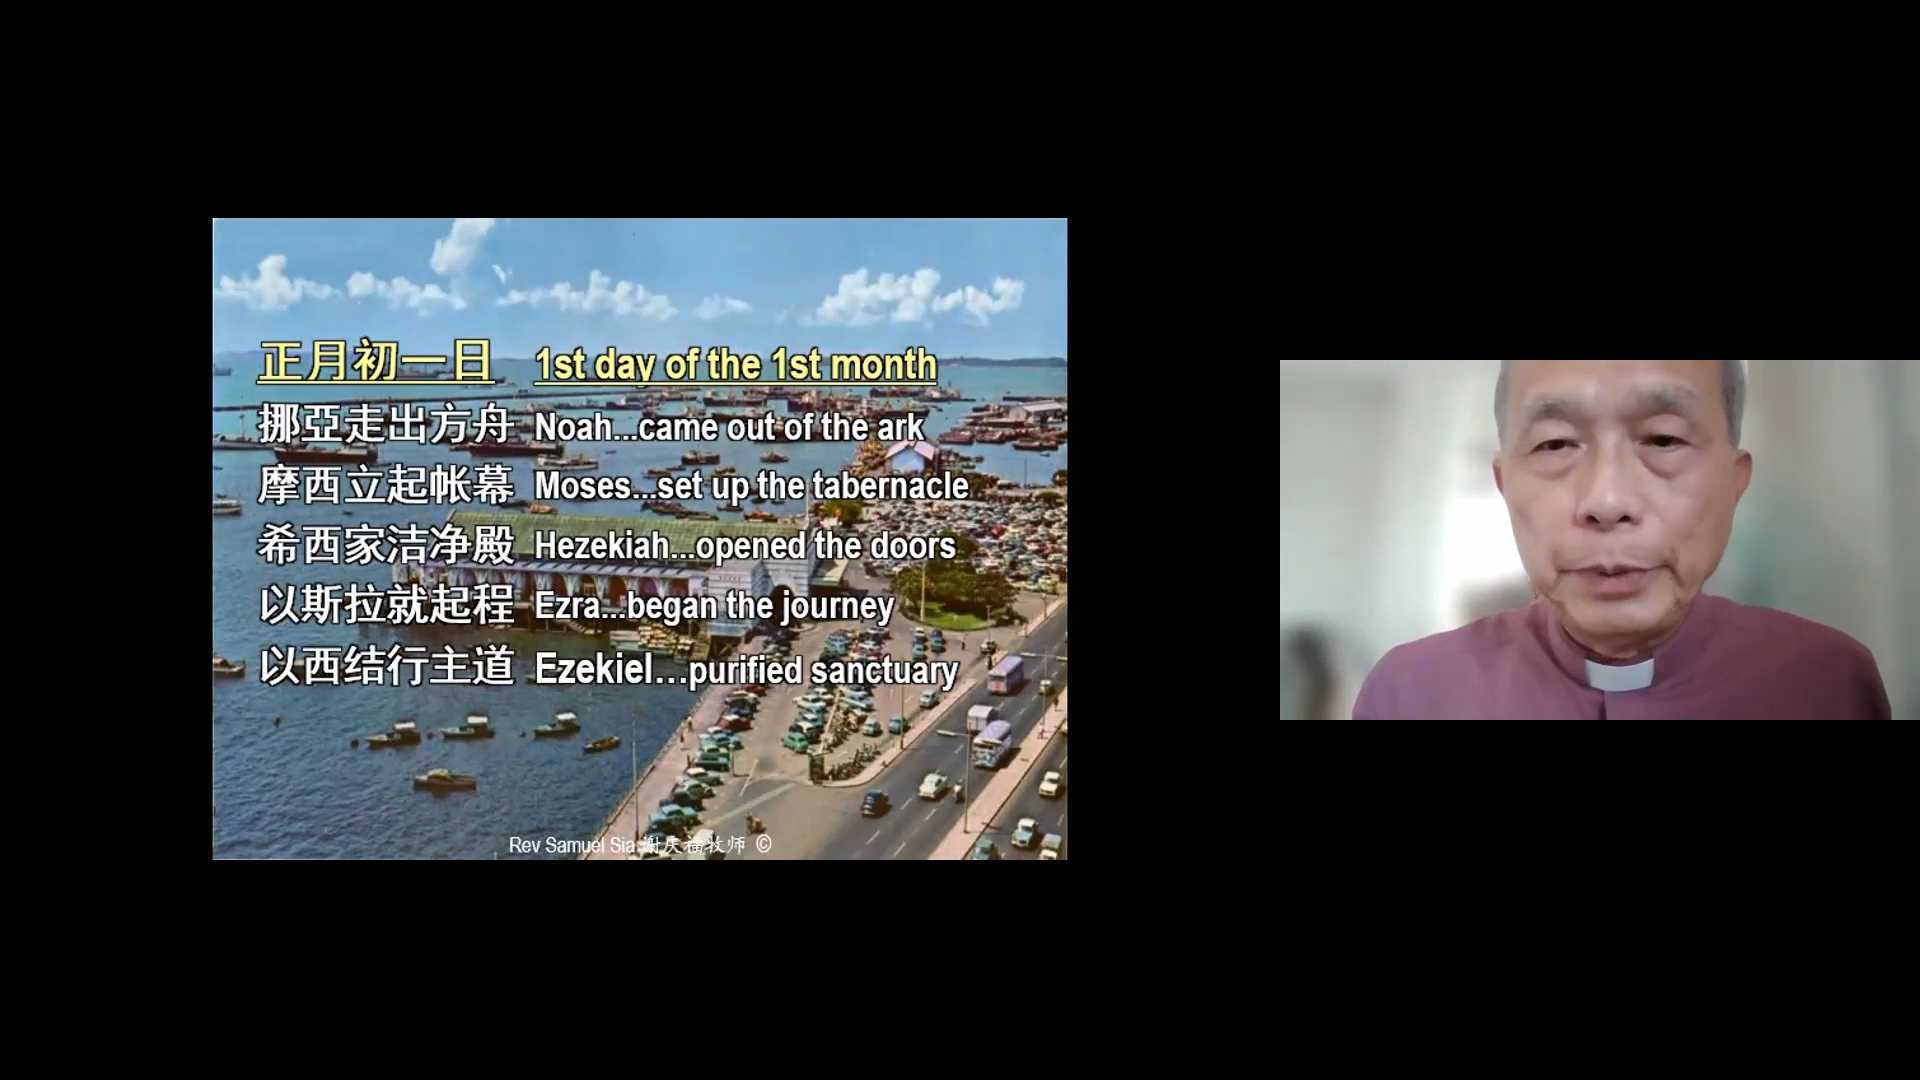 正月初一日 1st day of the 1st month
挪亞走出方舟 Noah...came out of the ark
摩西立起帐幕 Moses...set up the tabernacle
希西家洁净殿 Hezekiah...opened the doors
以斯拉就起程 Ezra...began the journey
以西结行主道 Ezekiel...purified sanctuary
Rev Samuel Sia 谢庆福牧师 ©